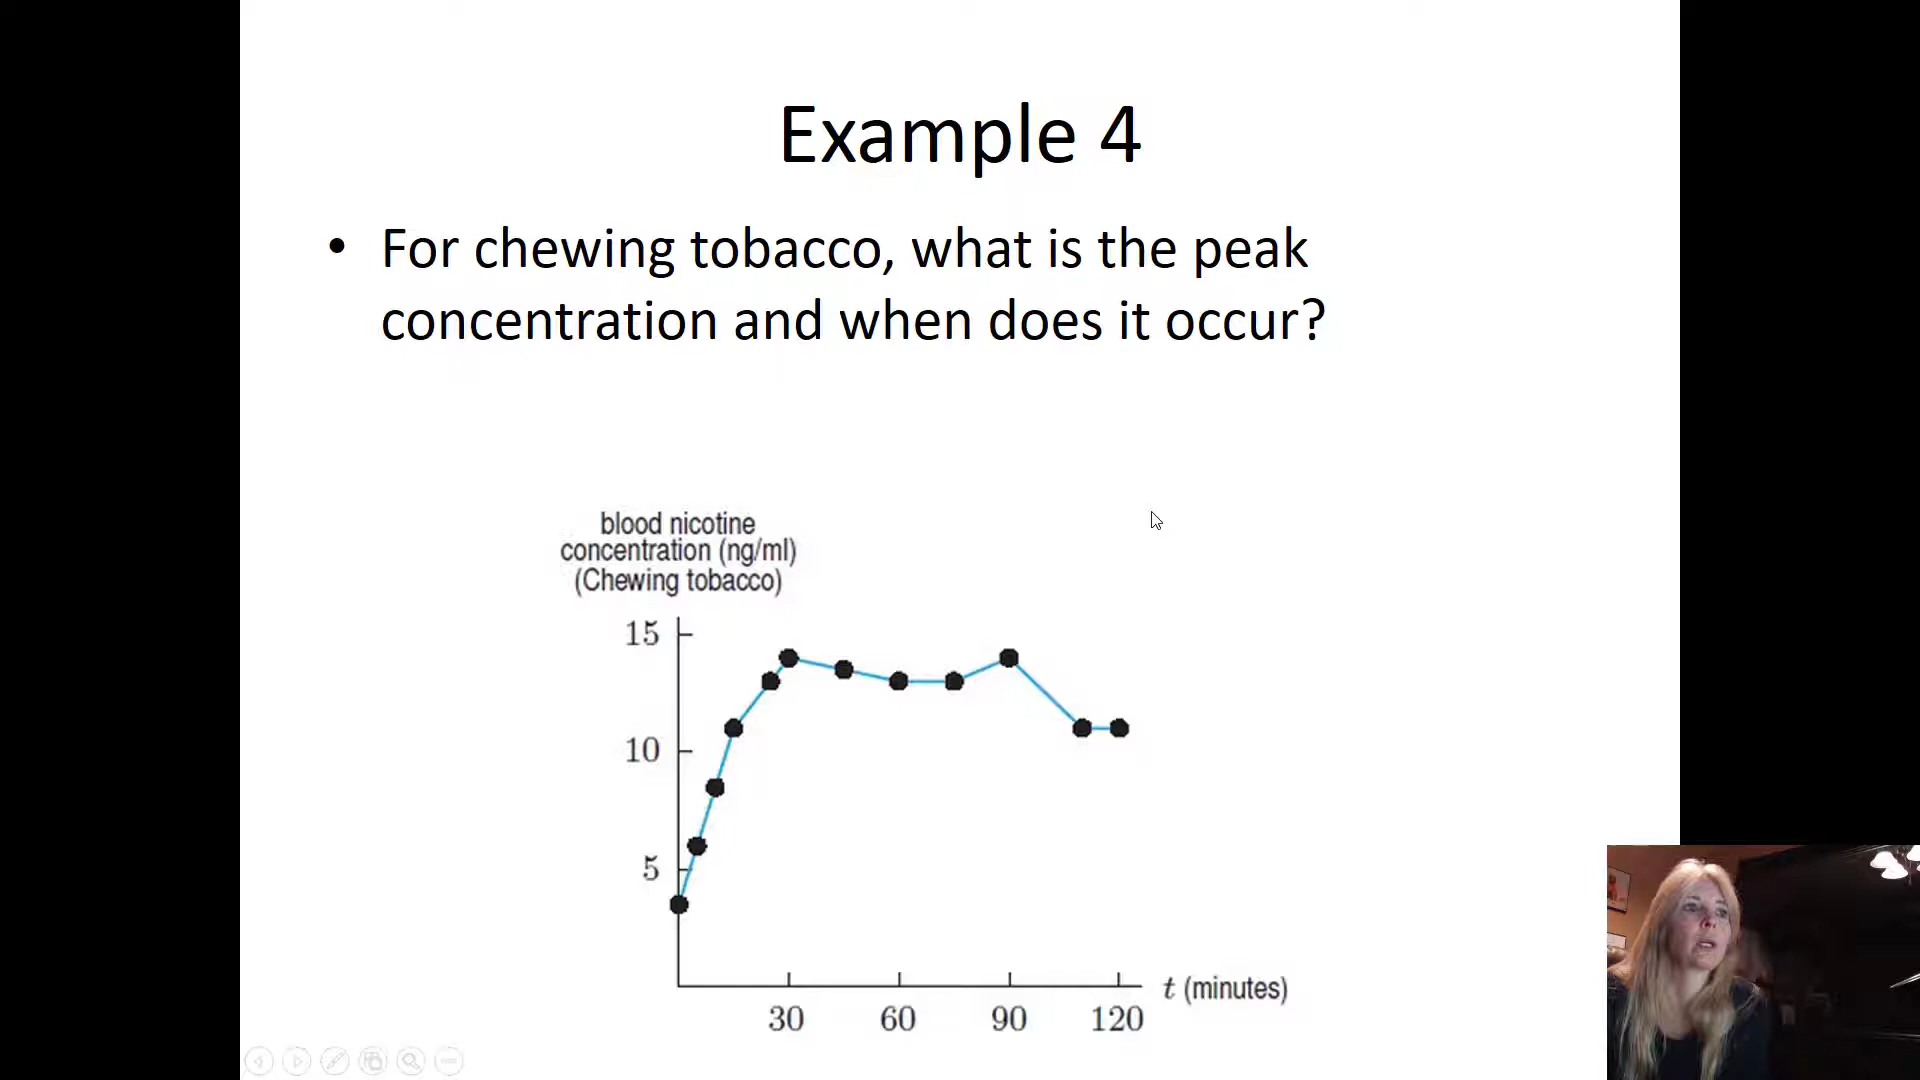 Example 4
• For chewing tobacco, what is the peak
concentration and when does it occur?
blood nicotine
concentration (ng/ml)
(Chewing tobacco)
15
10
5
t (minutes)
30 60 90 120